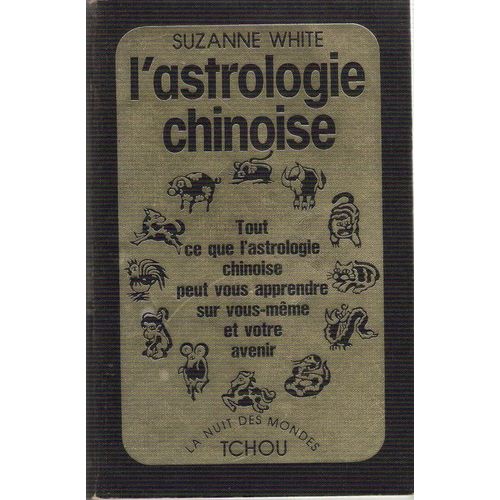 SUZANNE WHITE
l'astrologie
chinoise
Tout
ce que l'astrologie
chinoise
peut vous apprendre
sur vous-même
et votre
avenir
LA NUIT DES MONDES
TCHOU